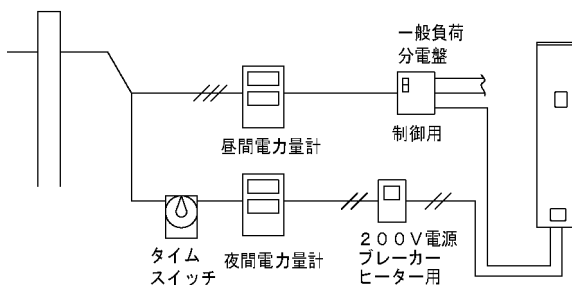 一般負荷
分電盤
制御用
昼間電力量計
タイム
スイッチ
夜間電力量計
200V電源
ブレーカー
ヒーター用